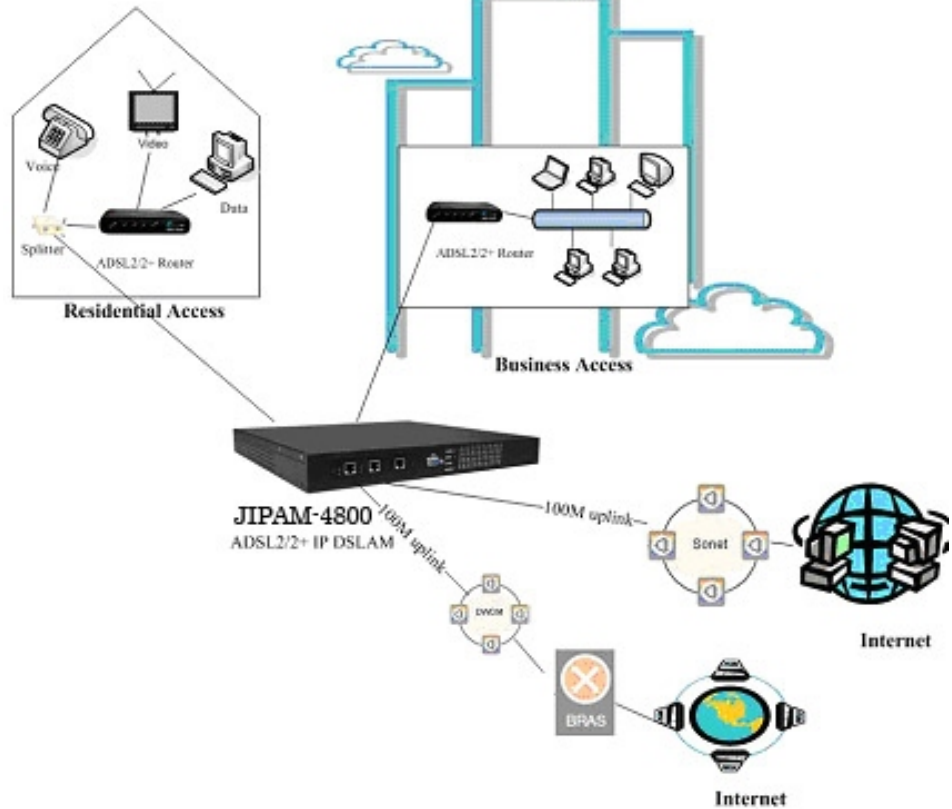 Voice
Video
Data
Splitter
ADSL2/2+ Router
Residential Access
ADSL2/2+ Router
Business Access
JIPAM-4800
ADSL2/2+ IP DSLAM
100M uplink
100M uplink
Sonet
Internet
DWDM
BRAS
Internet